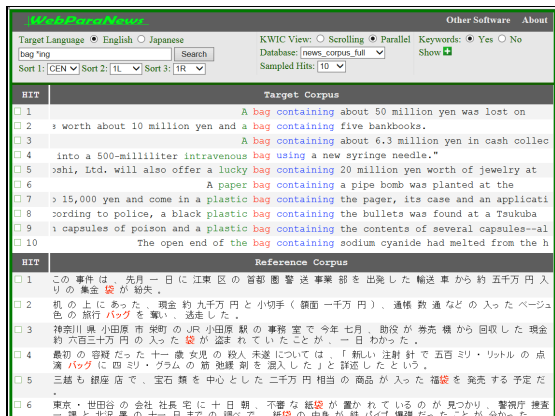 WebParaNews Other Software About
Target Language English Japanese KWIC View: Scrolling Parallel Keywords: Yes No
bag *ing Search Database: news_corpus_full Show
Sort 1: CEN Sort 2: 1L Sort 3: 1R Sampled Hits: 10
HIT Target Corpus
1 A bag containing about 50 million yen was lost on
2 s worth about 10 million yen and a bag containing five bankbooks.
3 A bag containing about 6.3 million yen in cash collec
4 into a 500-milliliter intravenous bag using a new syringe needle."
5 oshi, Ltd. will also offer a lucky bag containing 20 million yen worth of jewelry at
6 A paper bag containing a pipe bomb was planted at the
7 o 15,000 yen and come in a plastic bag containing the pager, its case and an applicati
8 cording to police, a black plastic bag containing the bullets was found at a Tsukuba
9 n capsules of poison and a plastic bag containing the contents of several capsules--al
10 The open end of the bag containing sodium cyanide had melted from the h
HIT Reference Corpus
1 この 事件 は 、 先月 一 日 に 江東 区 の 首都 圏 警 送 事業 部 を 出発 し た 輸送 車 から 約 五千万 円 入
り の 集金 袋 が 紛失 。
2 机 の 上 に あっ た 、 現金 約 九千万 円 と 小切手 ( 額面 一千万 円 ) 、 通帳 数 通 など の 入っ た ベージュ
色 の 旅行 バッグ を 奪い 、 逃走 し た 。
3 神奈川 県 小田原 市 栄町 の JR 小田原 駅 の 事務 室 で 今年 七月 、 助役 が 券売 機 から 回収 し た 現金
約 六百三十万 円 の 入っ た 袋 が 盗ま れ て い た こと が 、 一 日 わかっ た 。
4 最初 の 容疑 だっ た 十一 歳 女児 の 殺人 未遂 に つい て は 、 「 新しい 注射 針 で 五百 ミリ ・ リットル の 点
滴 バッグ に 四 ミリ ・ グラム の 筋 弛緩 剤 を 混入 し た 」 と 詳述 し た という 。
5 三越 も 銀座 店 で 、 宝石 類 を 中心 と し た 二千万 円 相当 の 商品 が 入っ た 福袋 を 発売 する 予定 だ
。
6 東京 ・ 世田谷 の 会社 社長 宅 に 十 日 朝 、 不審 な 紙袋 が 置か れ て いる の が 見つかり 、 警視庁 捜査